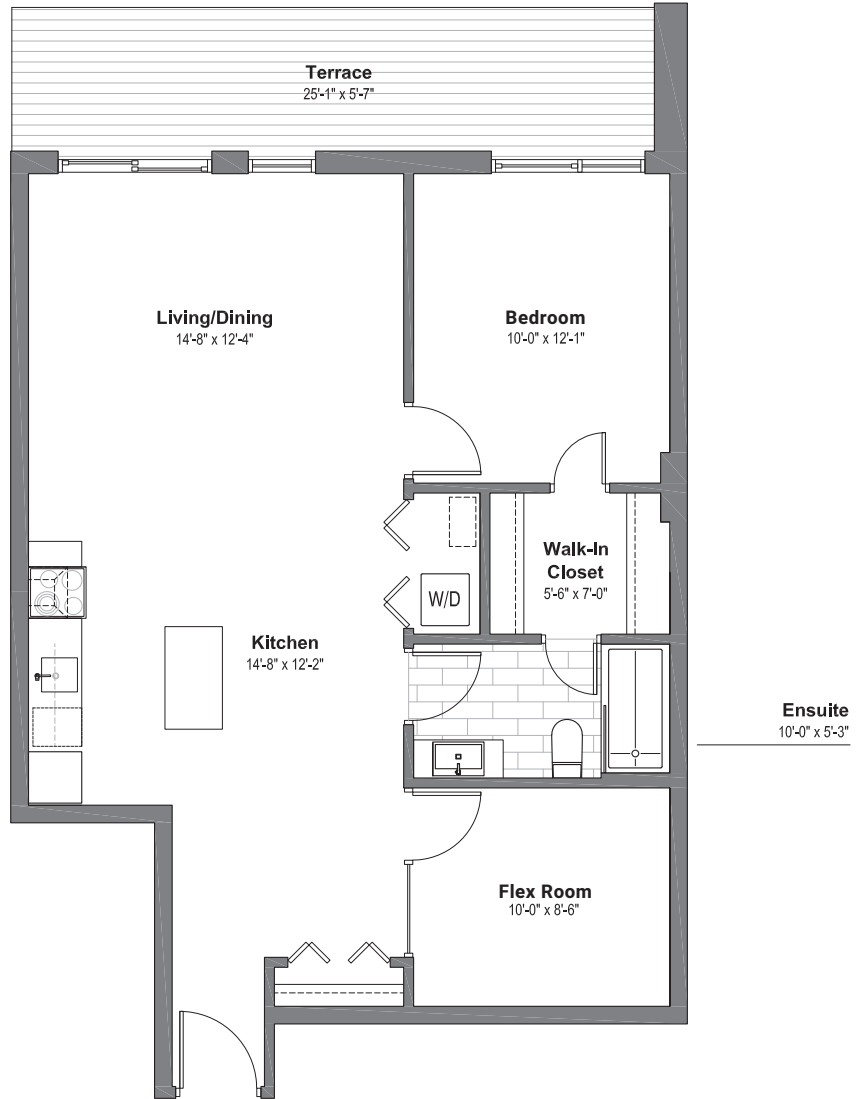 Terrace
25'-1" x 5'-7"
Living/Dining
14'-8" x 12'-4"
Bedroom
10'-0" x 12'-1"
Walk-In
Closet
5'-6" x 7'-0"
W/D
Kitchen
14'-8" x 12'-2"
Ensuite
10'-0" x 5'-3"
Flex Room
10'-0" x 8'-6"